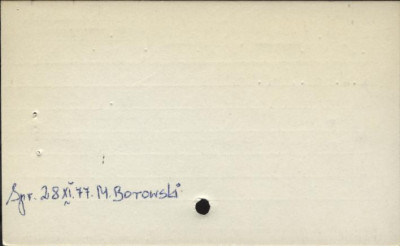 Spr. 28 XI. 77. M. Borowski